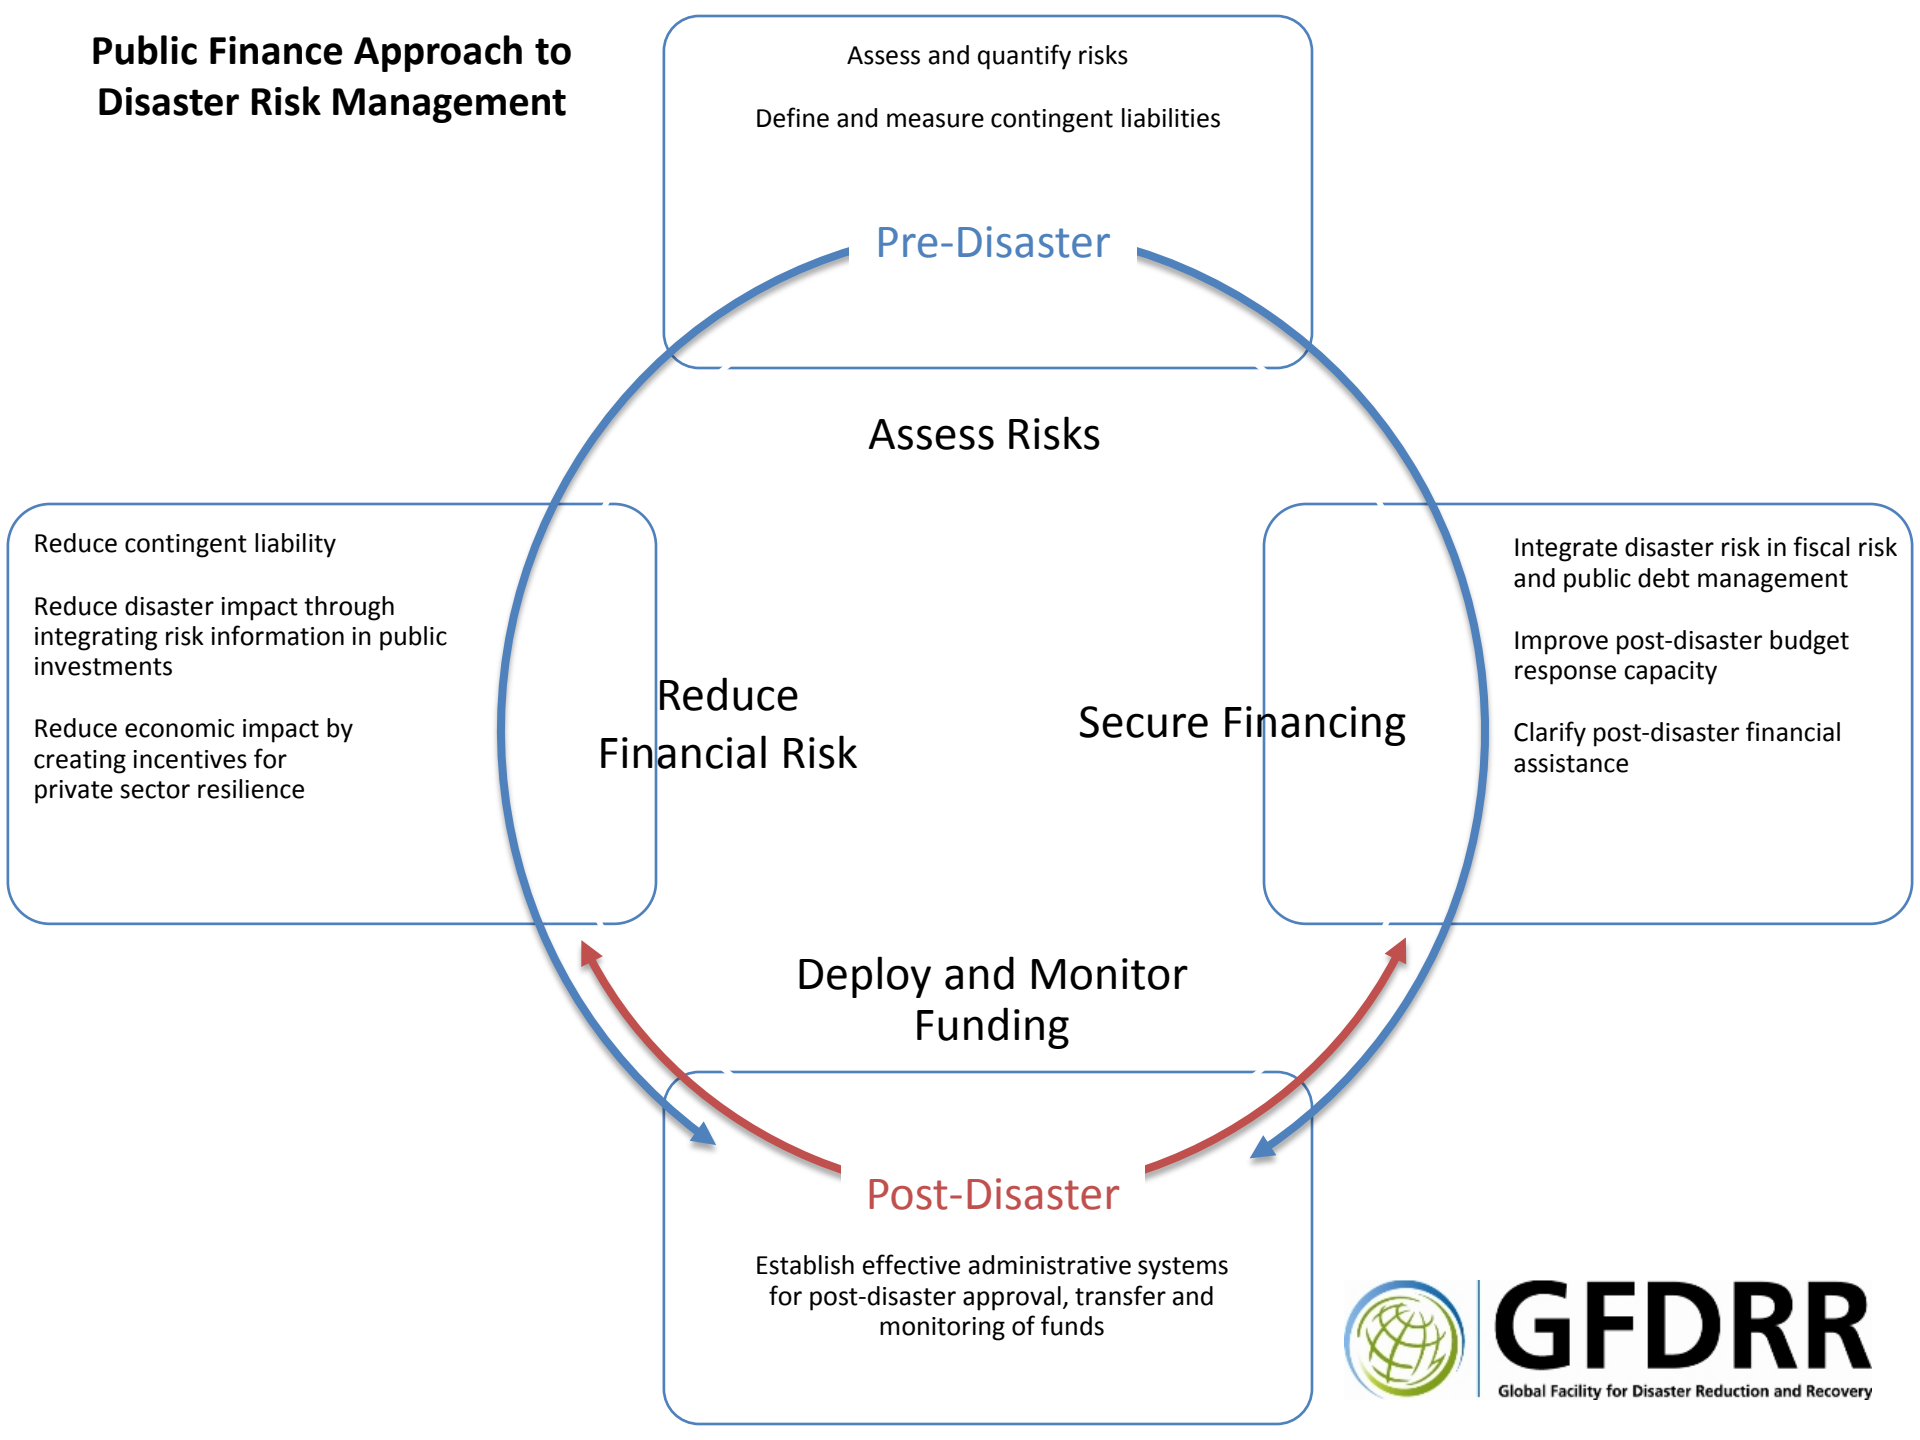 Public Finance Approach to
Disaster Risk Management
Assess and quantify risks
Define and measure contingent liabilities
Pre-Disaster
Assess Risks
Reduce contingent liability
Reduce disaster impact through
integrating risk information in public
investments
Reduce economic impact by
creating incentives for
private sector resilience
Reduce
Financial Risk
Secure Financing
Integrate disaster risk in fiscal risk
and public debt management
Improve post-disaster budget
response capacity
Clarify post-disaster financial
assistance
Deploy and Monitor
Funding
Post-Disaster
Establish effective administrative systems
for post-disaster approval, transfer and
monitoring of funds
GFDRR
Global Facility for Disaster Reduction and Recovery